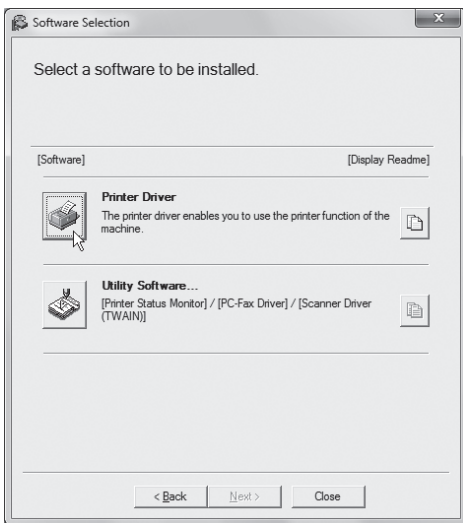 Software Selection
x
Select a software to be installed.
[Software] [Display Readme]
Printer Driver
The printer driver enables you to use the printer function of the
machine.
Utility Software...
[Printer Status Monitor] / [PC-Fax Driver] / [Scanner Driver
(TWAIN)]
< Back Next > Close